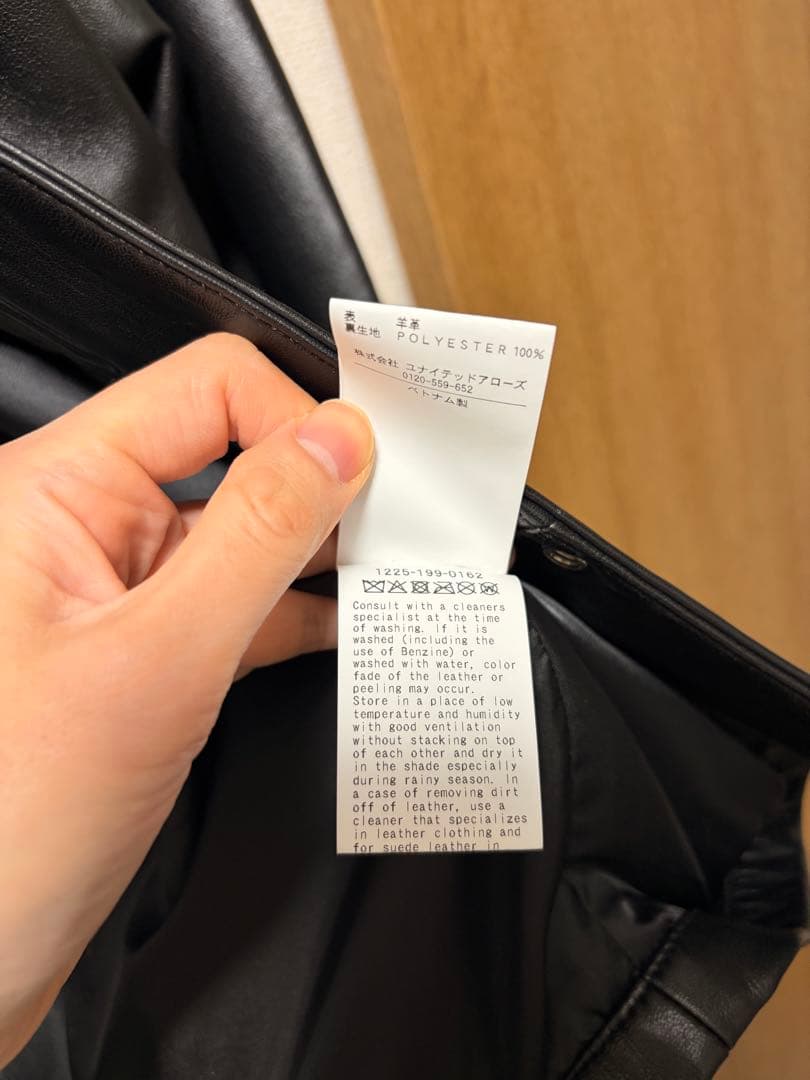 表 羊革
裏生地 POLYESTER 100%
株式会社 ユナイテッドアローズ
0120-559-652
ベトナム製
1225-199-0162
Consult with a cleaners
specialist at the time
of washing. If it is
washed (including the
use of Benzine) or
washed with water, color
fade of the leather or
peeling may occur.
Store in a place of low
temperature and humidity
with good ventilation
without stacking on top
of each other and dry it
in the shade especially
during rainy season. In
a case of removing dirt
off of leather, use a
cleaner that specializes
in leather clothing and
for suede leather in